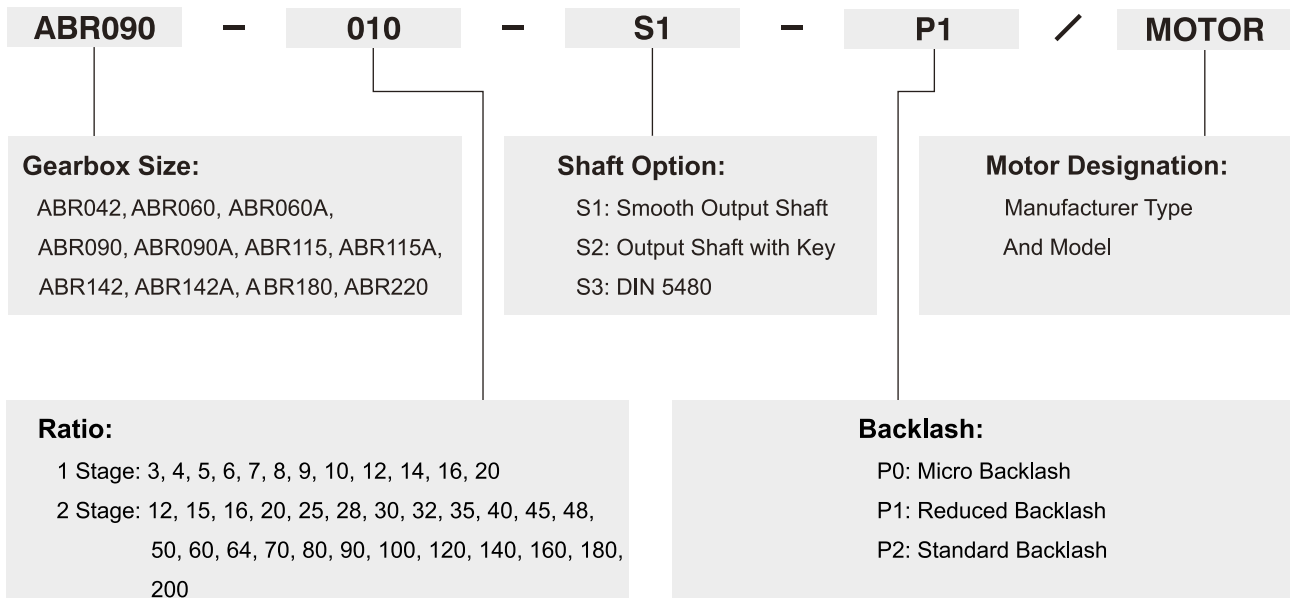 ABR090 – 010 – S1 – P1 / MOTOR
Gearbox Size:
ABR042, ABR060, ABR060A,
ABR090, ABR090A, ABR115, ABR115A,
ABR142, ABR142A, ABR180, ABR220
Shaft Option:
S1: Smooth Output Shaft
S2: Output Shaft with Key
S3: DIN 5480
Motor Designation:
Manufacturer Type
And Model
Ratio:
1 Stage: 3, 4, 5, 6, 7, 8, 9, 10, 12, 14, 16, 20
2 Stage: 12, 15, 16, 20, 25, 28, 30, 32, 35, 40, 45, 48,
50, 60, 64, 70, 80, 90, 100, 120, 140, 160, 180,
200
Backlash:
P0: Micro Backlash
P1: Reduced Backlash
P2: Standard Backlash